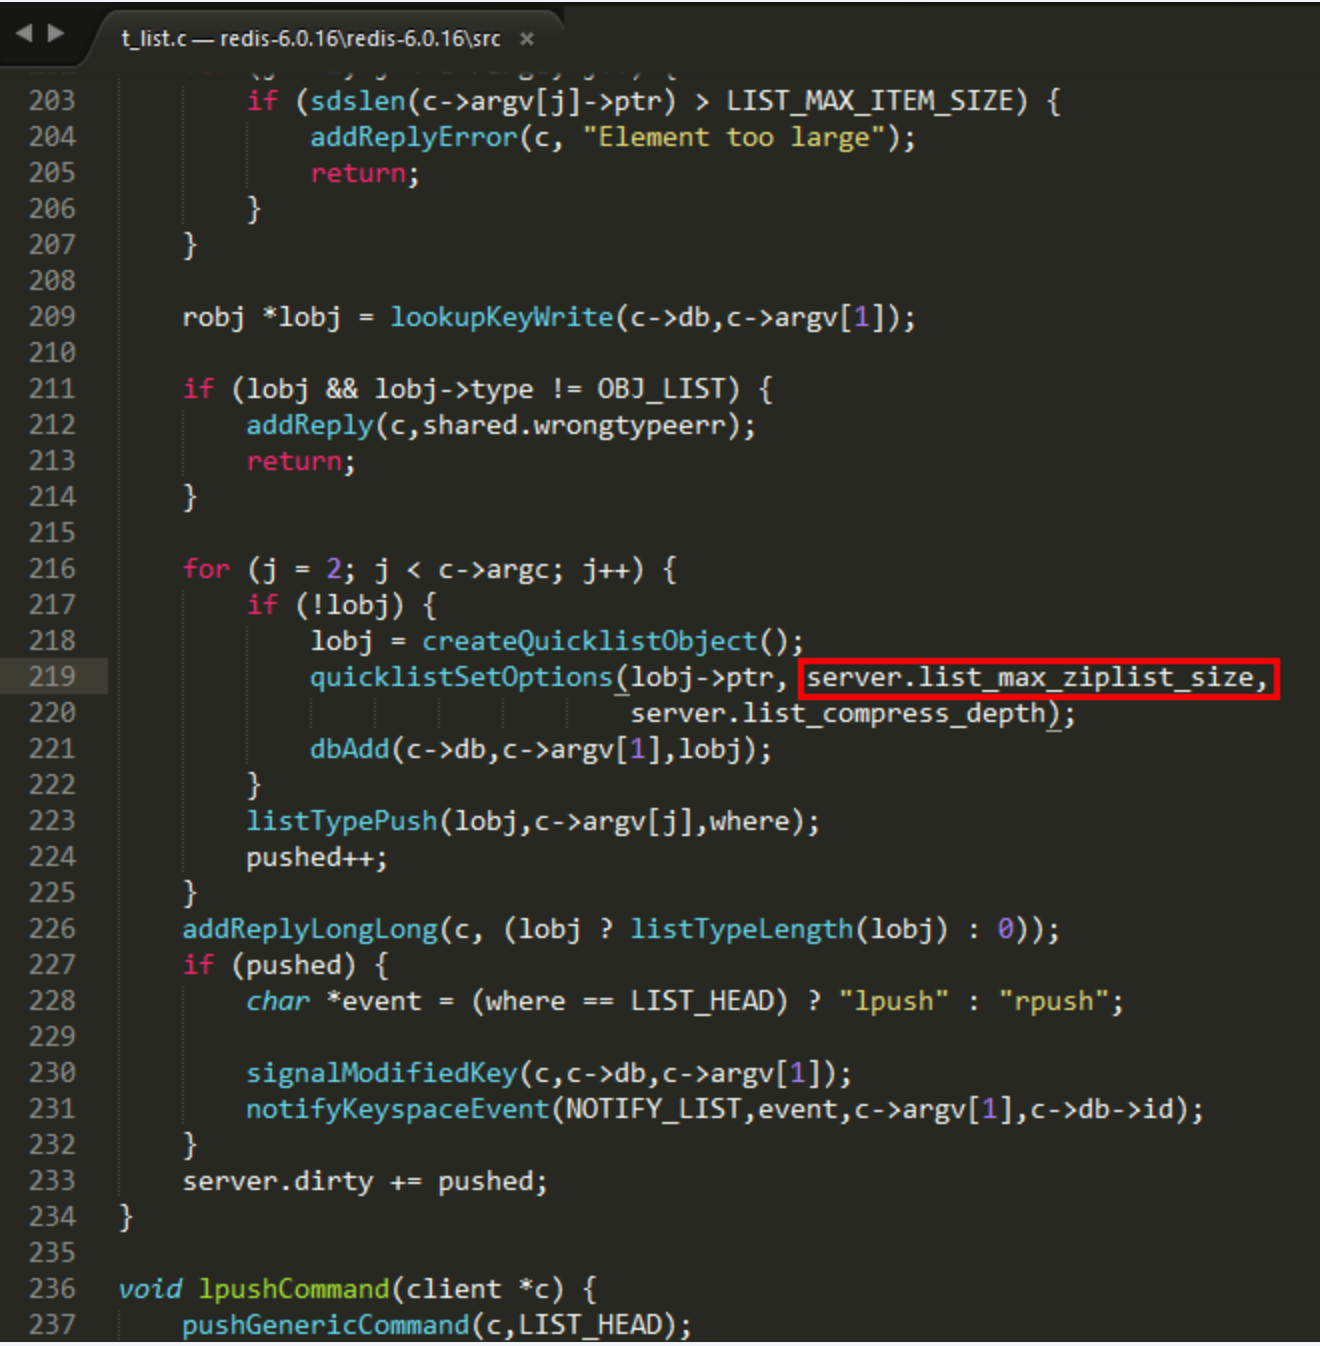 t_list.c — redis-6.0.16\redis-6.0.16\src ×
203 if (sdslen(c->argv[j]->ptr) > LIST_MAX_ITEM_SIZE) {
204 addReplyError(c, "Element too large");
205 return;
206 }
207 }
208
209 robj *lobj = lookupKeyWrite(c->db,c->argv[1]);
210
211 if (lobj && lobj->type != OBJ_LIST) {
212 addReply(c,shared.wrongtypeerr);
213 return;
214 }
215
216 for (j = 2; j < c->argc; j++) {
217 if (!lobj) {
218 lobj = createQuicklistObject();
219 quicklistSetOptions(lobj->ptr, server.list_max_ziplist_size,
220 server.list_compress_depth);
221 dbAdd(c->db,c->argv[1],lobj);
222 }
223 listTypePush(lobj,c->argv[j],where);
224 pushed++;
225 }
226 addReplyLongLong(c, (lobj ? listTypeLength(lobj) : 0));
227 if (pushed) {
228 char *event = (where == LIST_HEAD) ? "lpush" : "rpush";
229
230 signalModifiedKey(c,c->db,c->argv[1]);
231 notifyKeyspaceEvent(NOTIFY_LIST,event,c->argv[1],c->db->id);
232 }
233 server.dirty += pushed;
234 }
235
236 void lpushCommand(client *c) {
237 pushGenericCommand(c,LIST_HEAD);